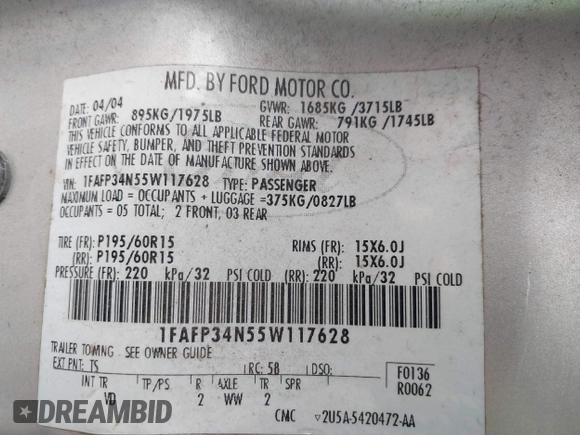 MFD. BY FORD MOTOR CO.
DATE: 04/04 GVWR: 1685KG /3715LB
FRONT GAWR: 895KG/1975LB REAR GAWR: 791KG/1745LB
THIS VEHICLE CONFORMS TO ALL APPLICABLE FEDERAL MOTOR
VEHICLE SAFETY, BUMPER, AND THEFT PREVENTION STANDARDS
IN EFFECT ON THE DATE OF MANUFACTURE SHOWN ABOVE.
VIN: 1FAFP34N55W117628 TYPE: PASSENGER
MAXIMUM LOAD = OCCUPANTS + LUGGAGE =375KG/0827LB
OCCUPANTS = 05 TOTAL; 2 FRONT, 03 REAR
TIRE (FR): P195/60R15 RIMS (FR): 15X6.0J
(RR): P195/60R15 (RR): 15X6.0J
PRESSURE (FR): 220 kPa/32 PSI COLD (RR): 220 kPa/32 PSI COLD
1FAFP34N55W117628
TRAILER TOWING - SEE OWNER GUIDE
EXT PNT: TS RC: 58 DSO: F0136
INT TR TP/PS R AXLE TR SPR R0062
VD 2 WW 2
CMC ▽2U5A-5420472-AA
DREAMBID